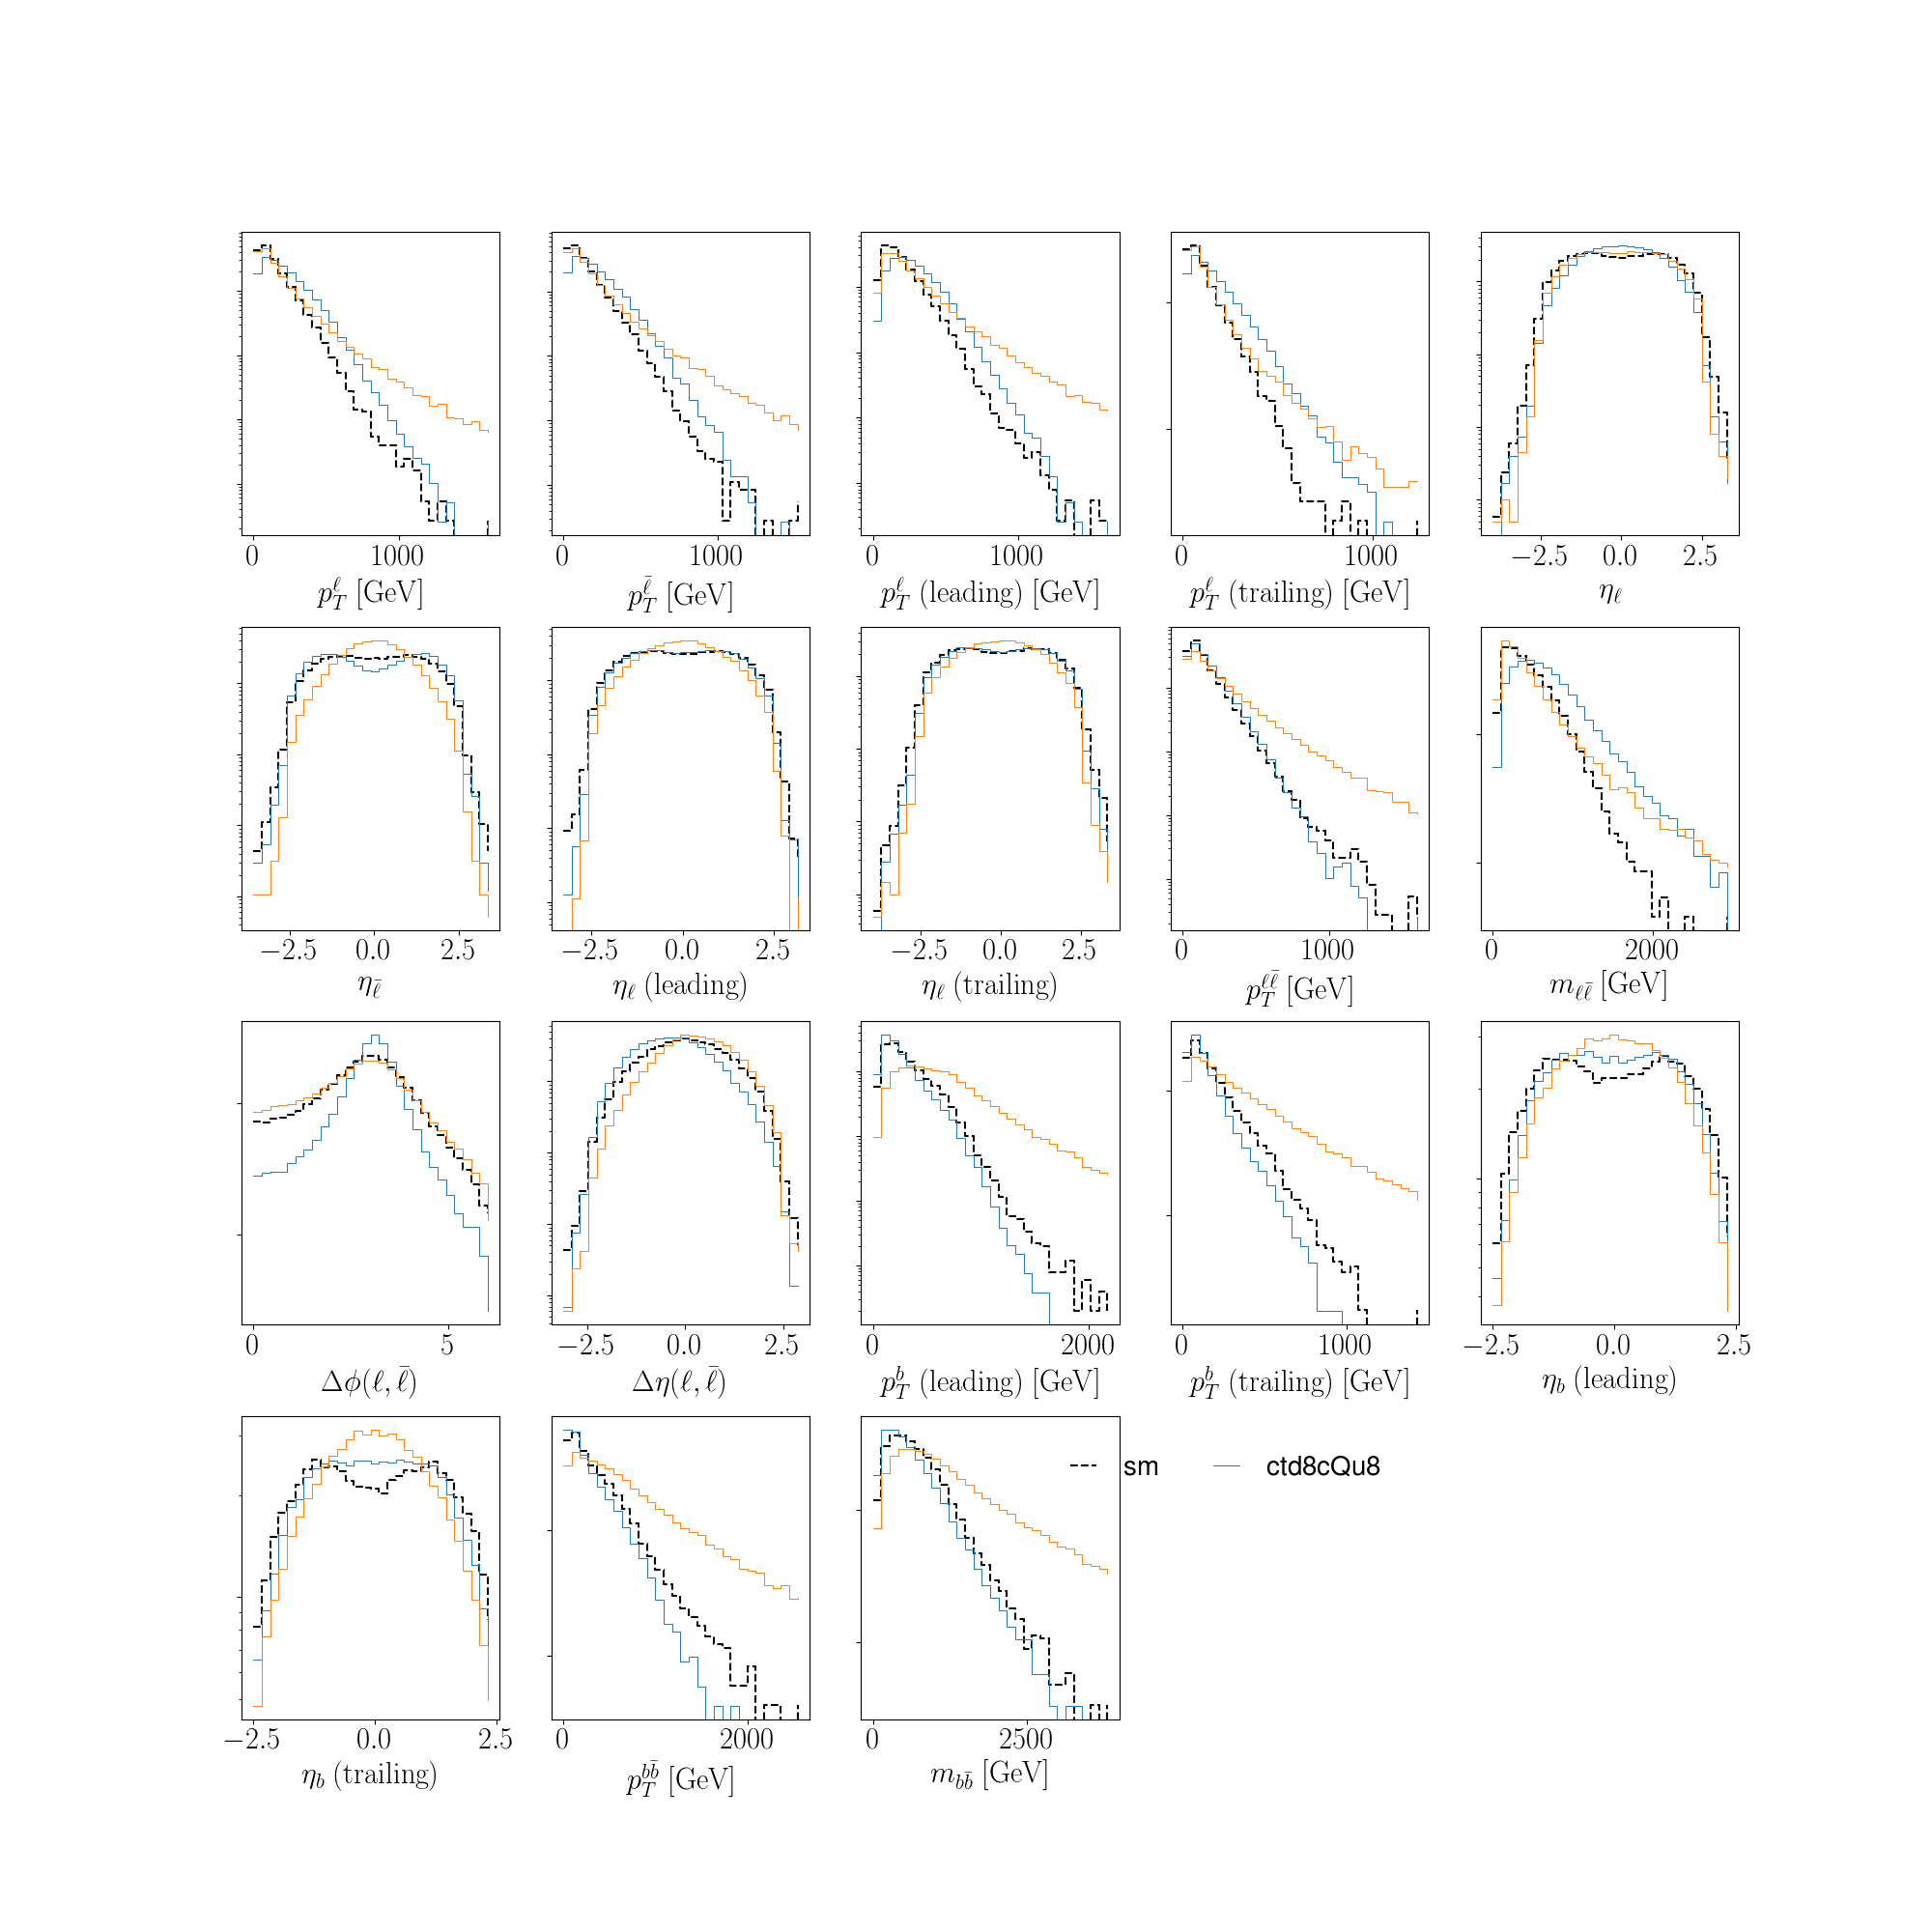 0 1000 0 1000 0 1000 0 1000 −2.5 0.0 2.5
p_T^ℓ [GeV] p_T^ℓ̄ [GeV] p_T^ℓ (leading) [GeV] p_T^ℓ (trailing) [GeV] η_ℓ
−2.5 0.0 2.5 −2.5 0.0 2.5 −2.5 0.0 2.5 0 1000 0 2000
η_ℓ̄ η_ℓ (leading) η_ℓ (trailing) p_T^ℓℓ̄ [GeV] m_ℓℓ̄ [GeV]
0 5 −2.5 0.0 2.5 0 2000 0 1000 −2.5 0.0 2.5
Δφ(ℓ, ℓ̄) Δη(ℓ, ℓ̄) p_T^b (leading) [GeV] p_T^b (trailing) [GeV] η_b (leading)
sm ctd8cQu8
−2.5 0.0 2.5 0 2000 0 2500
η_b (trailing) p_T^bb̄ [GeV] m_bb̄ [GeV]